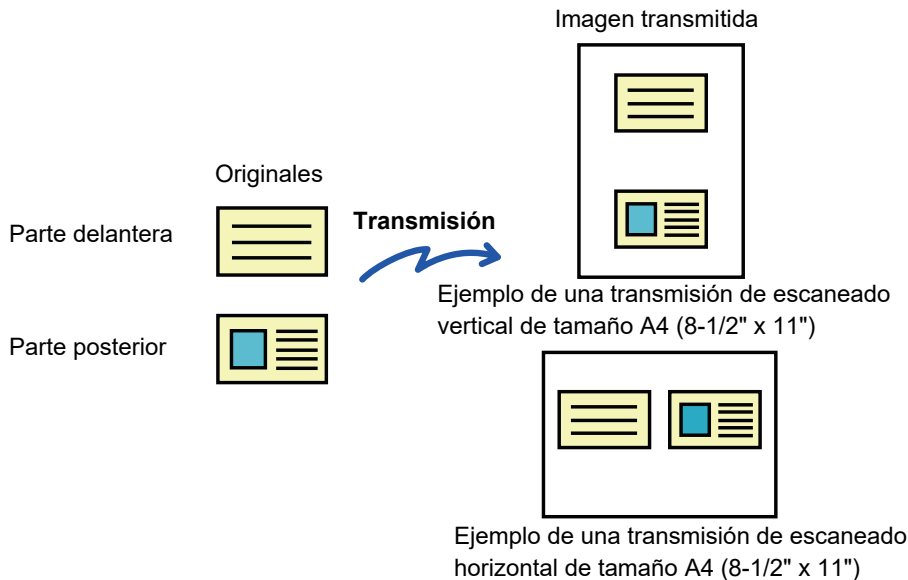 Imagen transmitida
Originales
Parte delantera
Transmisión
Parte posterior
Ejemplo de una transmisión de escaneado
vertical de tamaño A4 (8-1/2" x 11")
Ejemplo de una transmisión de escaneado
horizontal de tamaño A4 (8-1/2" x 11")